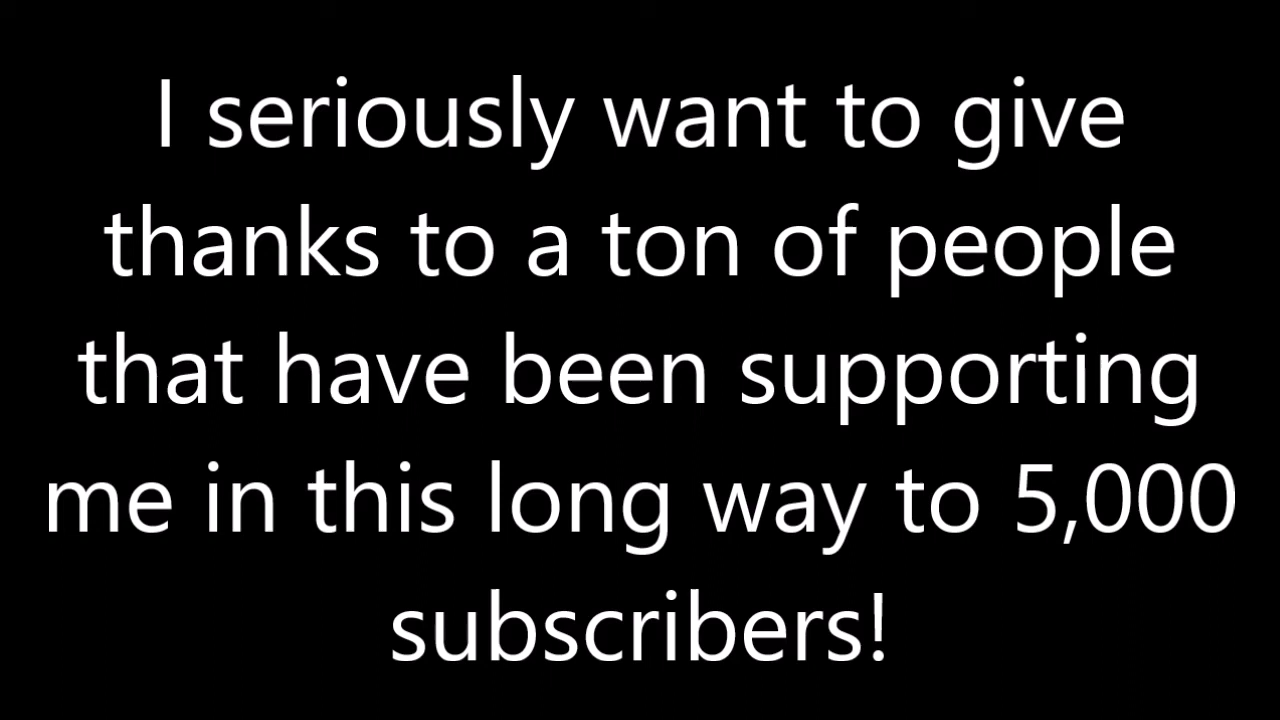 I seriously want to give
thanks to a ton of people
that have been supporting
me in this long way to 5,000
subscribers!